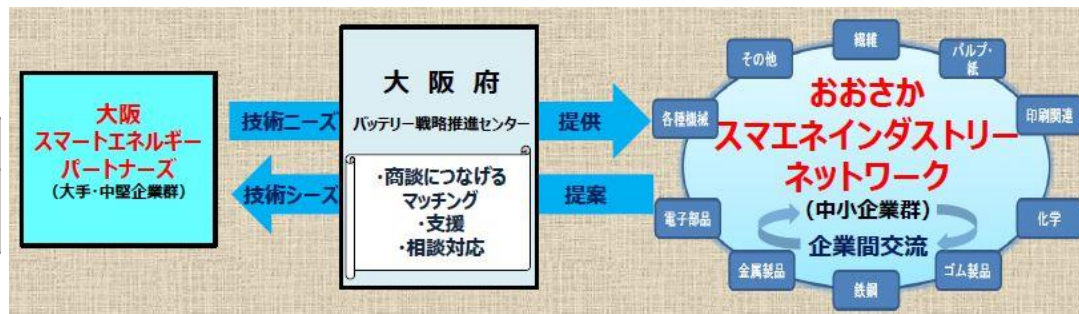 大阪
スマートエネルギー
パートナーズ
(大手・中堅企業群)
技術ニーズ
技術シーズ
大 阪 府
バッテリー戦略推進センター
・商談につなげる
マッチング
・支援
・相談対応
提供
提案
おおさか
スマエネインダストリー
ネットワーク
(中小企業群)
企業間交流
繊維
パルプ・
紙
印刷関連
化学
ゴム製品
鉄鋼
金属製品
電子部品
各種機械
その他